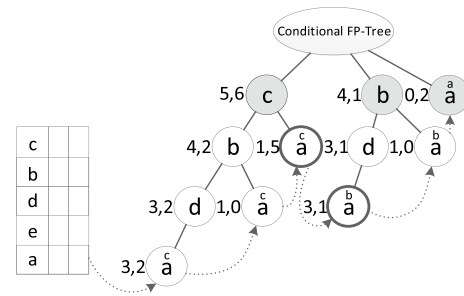 Conditional FP-Tree
5,6 c 4,1 b 0,2 a a
4,2 b 1,5 c a 3,1 d 1,0 b a
c
b
d 3,2 d 1,0 c a 3,1 b a
e
a 3,2 c a